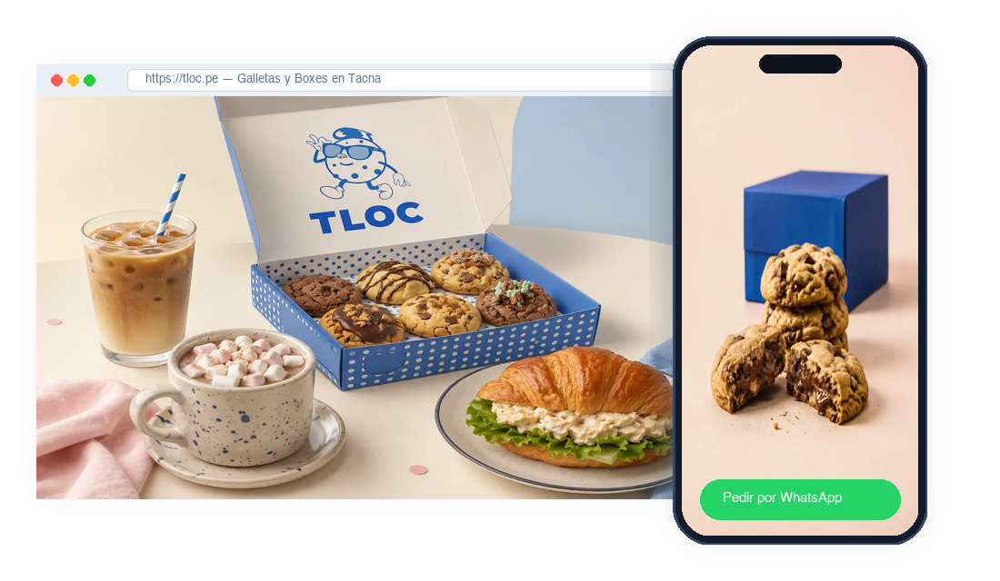 https://tloc.pe — Galletas y Boxes en Tacna
TLOC
Pedir por WhatsApp